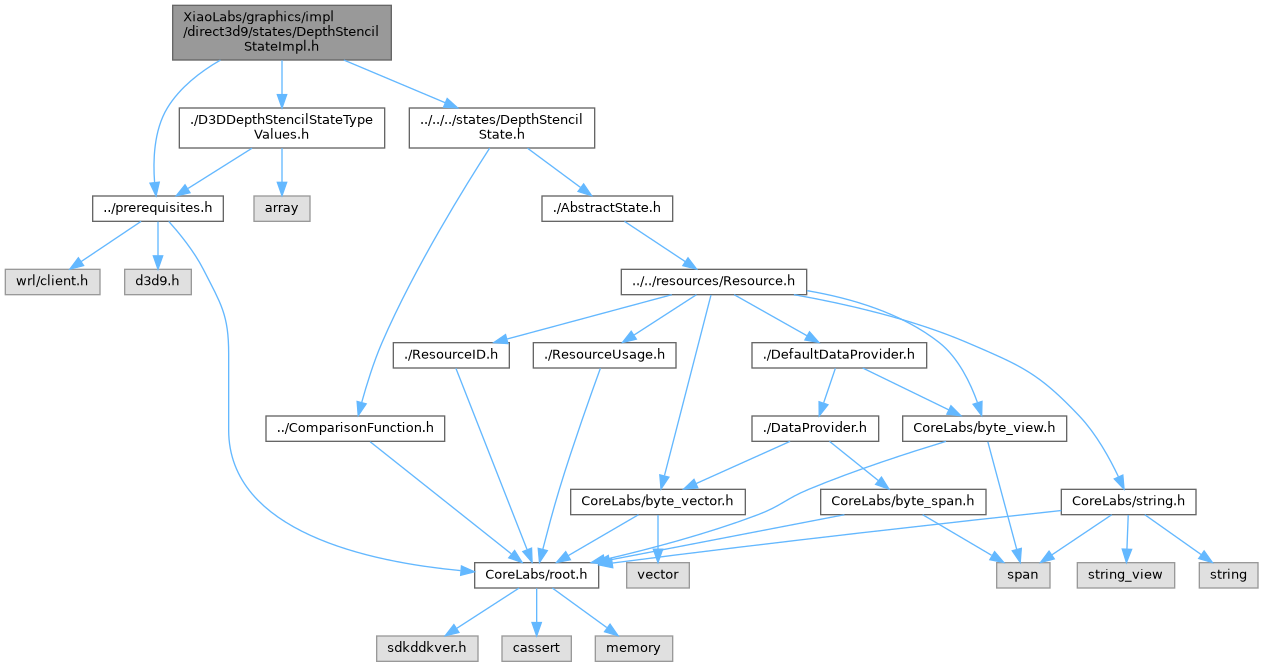 XiaoLabs/graphics/impl
/direct3d9/states/DepthStencil
StateImpl.h
./D3DDepthStencilStateType
Values.h
../../../states/DepthStencil
State.h
../prerequisites.h
array
./AbstractState.h
wrl/client.h
d3d9.h
../../resources/Resource.h
./ResourceID.h
./ResourceUsage.h
./DefaultDataProvider.h
../ComparisonFunction.h
./DataProvider.h
CoreLabs/byte_view.h
CoreLabs/byte_vector.h
CoreLabs/byte_span.h
CoreLabs/string.h
CoreLabs/root.h
vector
span
string_view
string
sdkddkver.h
cassert
memory